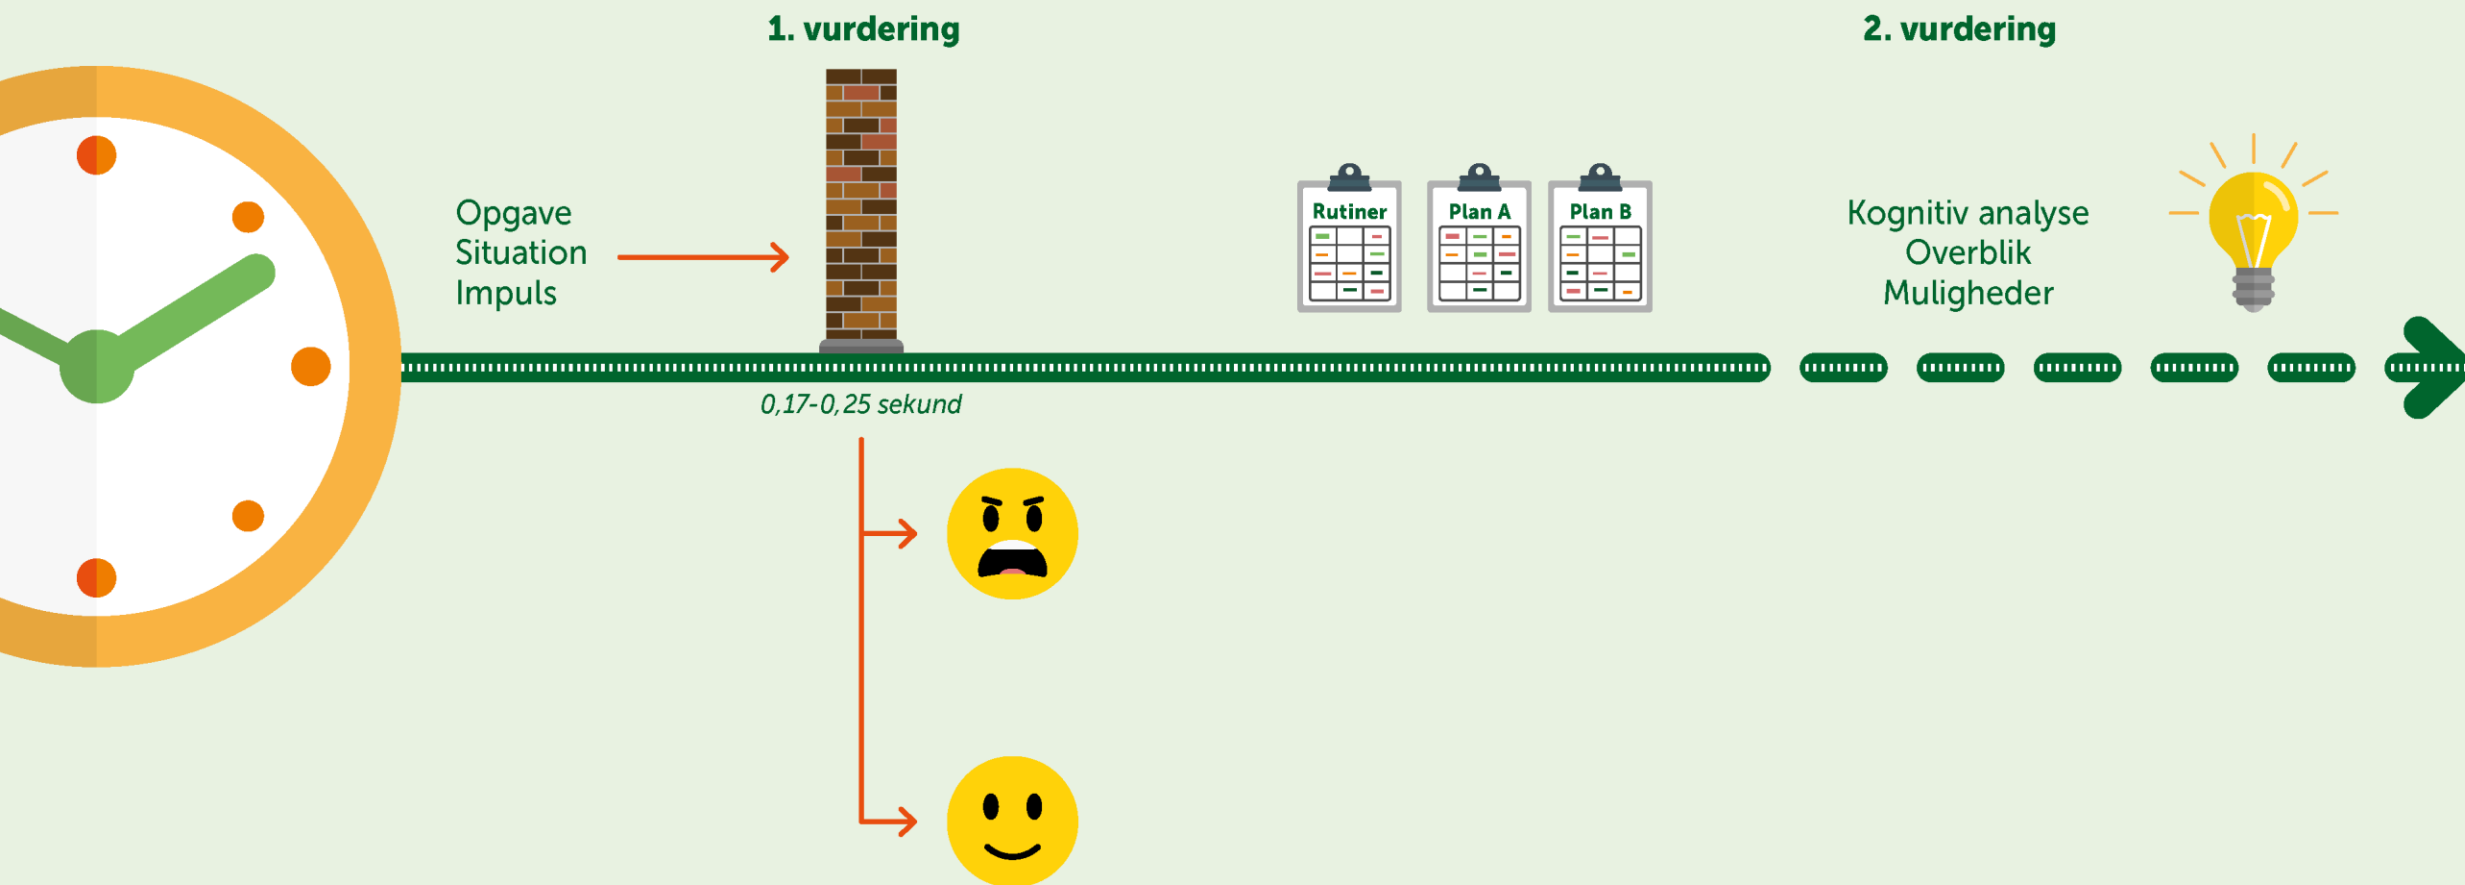 1. vurdering
2. vurdering
Opgave
Situation
Impuls
Rutiner
Plan A
Plan B
Kognitiv analyse
Overblik
Muligheder
0,17-0,25 sekund